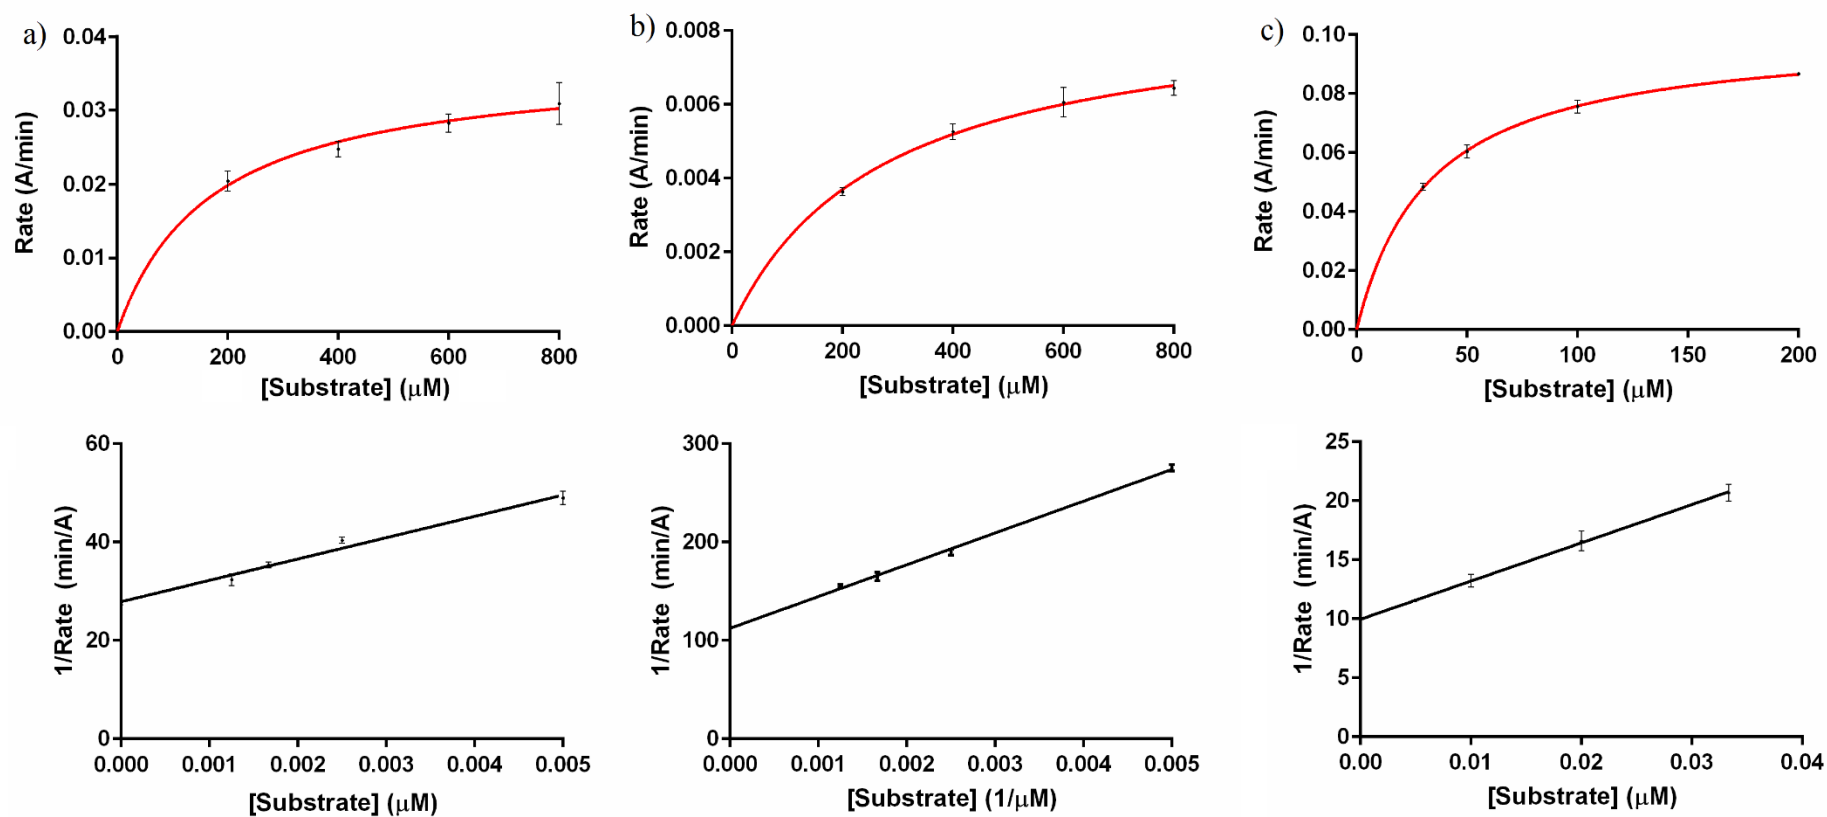 a)
Rate (A/min)
0.04
0.03
0.02
0.01
0.00
0 200 400 600 800
[Substrate] (μM)
b)
Rate (A/min)
0.008
0.006
0.004
0.002
0.000
0 200 400 600 800
[Substrate] (μM)
c)
Rate (A/min)
0.10
0.08
0.06
0.04
0.02
0.00
0 50 100 150 200
[Substrate] (μM)
1/Rate (min/A)
60
40
20
0
0.000 0.001 0.002 0.003 0.004 0.005
[Substrate] (μM)
1/Rate (min/A)
300
200
100
0
0.000 0.001 0.002 0.003 0.004 0.005
[Substrate] (1/μM)
1/Rate (min/A)
25
20
15
10
5
0
0.00 0.01 0.02 0.03 0.04
[Substrate] (μM)